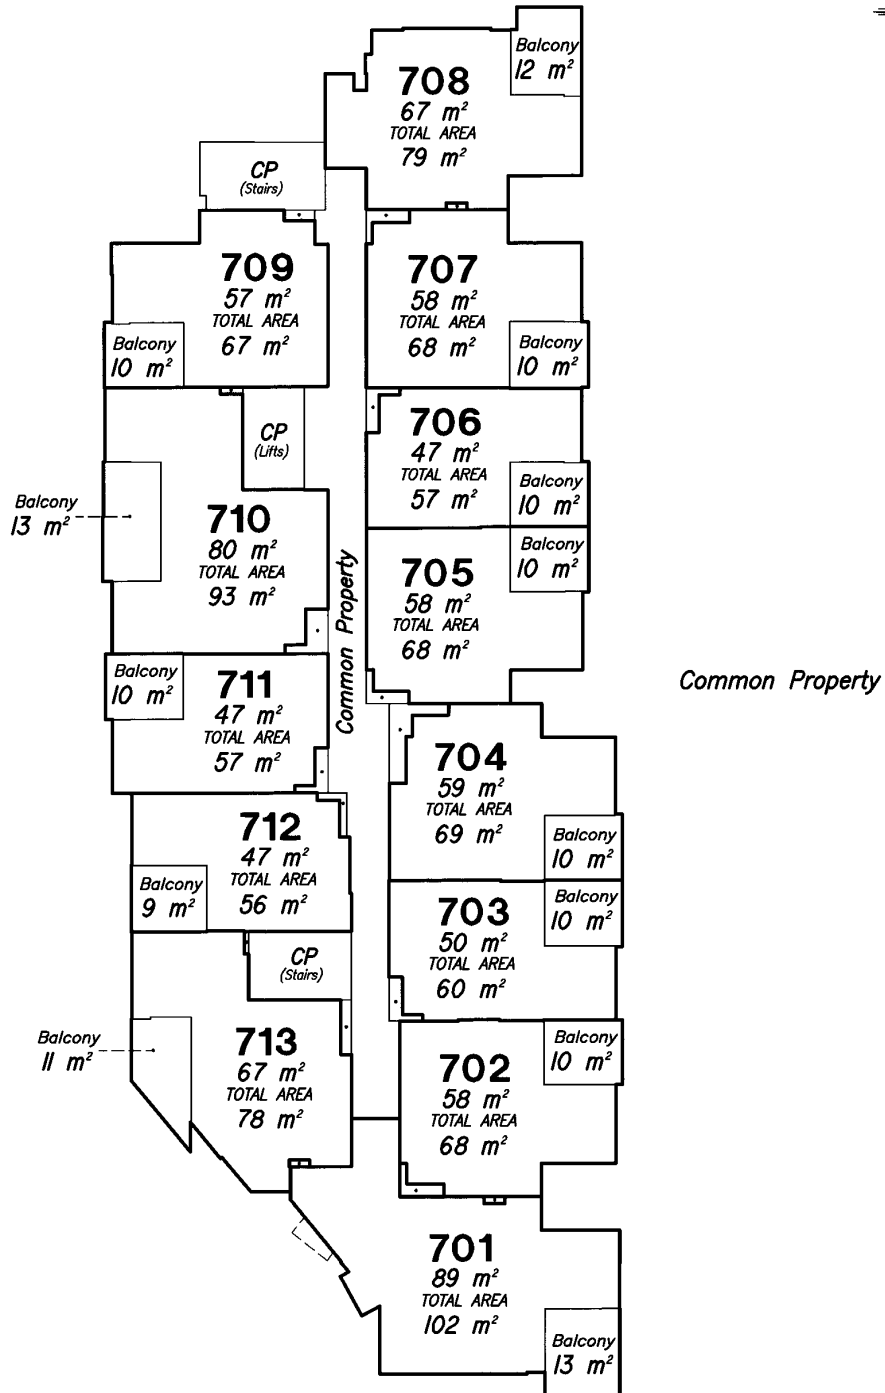 Balcony
12 m²
708
67 m²
TOTAL AREA
79 m²
CP
(Stairs)
709
57 m²
TOTAL AREA
67 m²
Balcony
10 m²
707
58 m²
TOTAL AREA
68 m²
Balcony
10 m²
CP
(Lifts)
706
47 m²
TOTAL AREA
57 m²
Balcony
10 m²
Balcony
13 m²
710
80 m²
TOTAL AREA
93 m²
Common Property
705
58 m²
TOTAL AREA
68 m²
Balcony
10 m²
Balcony
10 m²
711
47 m²
TOTAL AREA
57 m²
Common Property
704
59 m²
TOTAL AREA
69 m²
Balcony
10 m²
712
47 m²
TOTAL AREA
56 m²
Balcony
9 m²
703
50 m²
TOTAL AREA
60 m²
Balcony
10 m²
CP
(Stairs)
Balcony
11 m²
713
67 m²
TOTAL AREA
78 m²
702
58 m²
TOTAL AREA
68 m²
Balcony
10 m²
701
89 m²
TOTAL AREA
102 m²
Balcony
13 m²